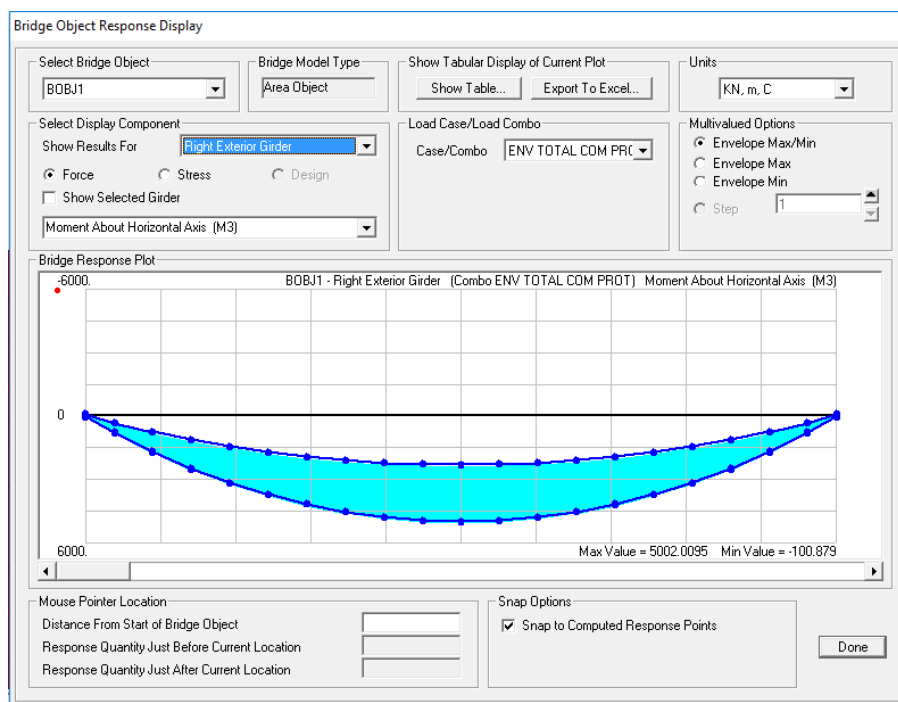 Bridge Object Response Display
Select Bridge Object
BOBJ1
Bridge Model Type
Area Object
Show Tabular Display of Current Plot
Show Table...
Export To Excel...
Units
KN, m, C
Select Display Component
Show Results For
Right Exterior Girder
Force
Stress
Design
Show Selected Girder
Moment About Horizontal Axis (M3)
Load Case/Load Combo
Case/Combo
ENV TOTAL COM PRO
Multivalued Options
Envelope Max/Min
Envelope Max
Envelope Min
Step
1
Bridge Response Plot
-6000.
BOBJ1 - Right Exterior Girder (Combo ENV TOTAL COM PROT) Moment About Horizontal Axis (M3)
0
6000.
Max Value = 5002.0095 Min Value = -100.879
Mouse Pointer Location
Distance From Start of Bridge Object
Response Quantity Just Before Current Location
Response Quantity Just After Current Location
Snap Options
Snap to Computed Response Points
Done